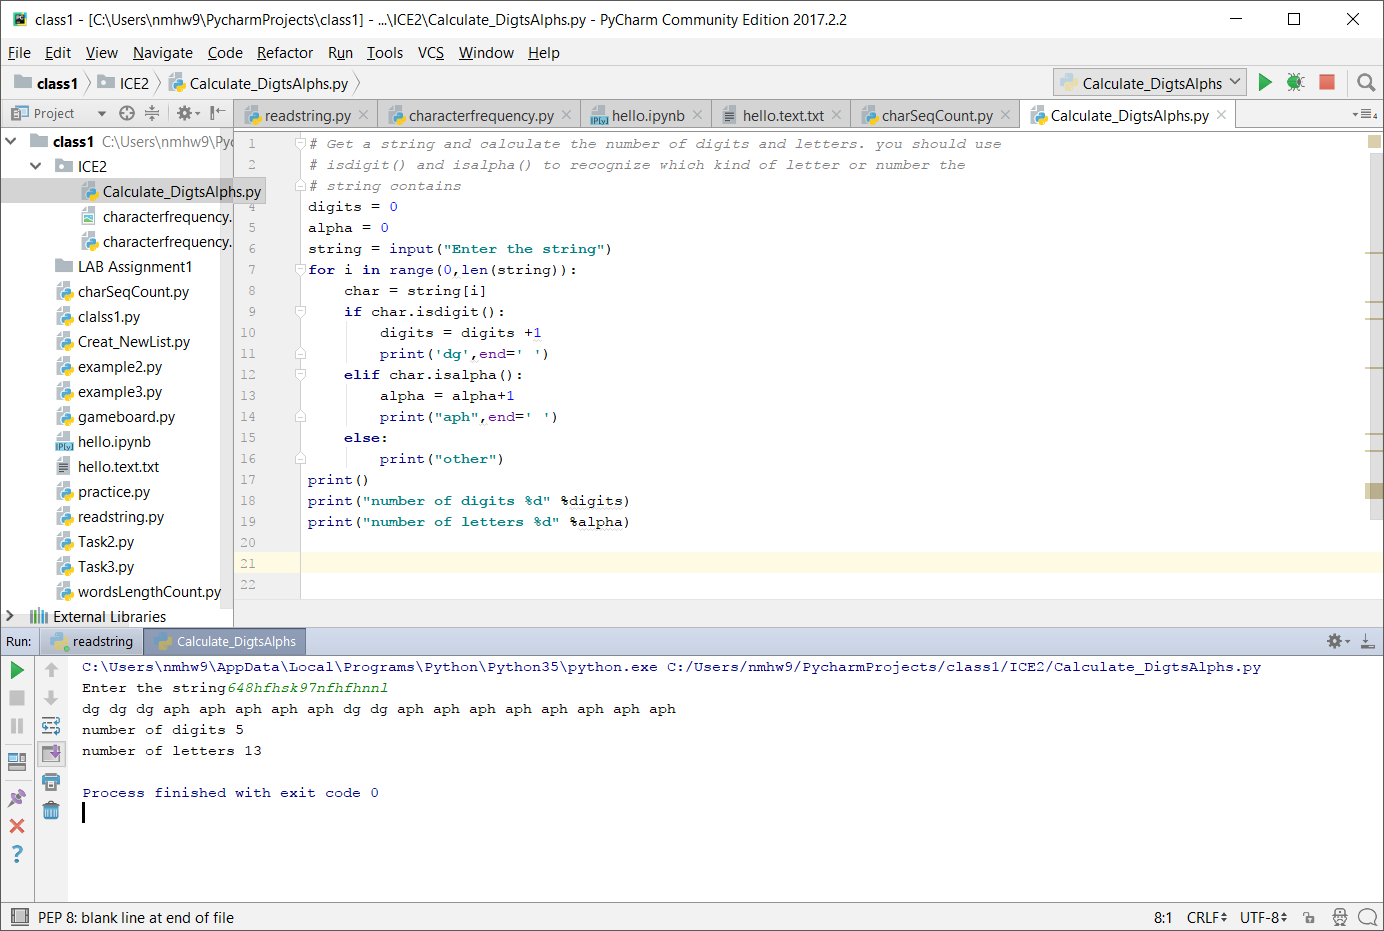 class1 - [C:\Users\nmhw9\PycharmProjects\class1] - ...\ICE2\Calculate_DigtsAlphs.py - PyCharm Community Edition 2017.2.2
File Edit View Navigate Code Refactor Run Tools VCS Window Help
class1 ICE2 Calculate_DigtsAlphs.py Calculate_DigtsAlphs
Project readstring.py characterfrequency.py hello.ipynb hello.text.txt charSeqCount.py Calculate_DigtsAlphs.py
class1 C:\Users\nmhw9\Pyc
ICE2
Calculate_DigtsAlphs.py
characterfrequency.
characterfrequency.
LAB Assignment1
charSeqCount.py
clalss1.py
Creat_NewList.py
example2.py
example3.py
gameboard.py
hello.ipynb
hello.text.txt
practice.py
readstring.py
Task2.py
Task3.py
wordsLengthCount.py
External Libraries
1 # Get a string and calculate the number of digits and letters. you should use
2 # isdigit() and isalpha() to recognize which kind of letter or number the
# string contains
4 digits = 0
5 alpha = 0
6 string = input("Enter the string")
7 for i in range(0,len(string)):
8 char = string[i]
9 if char.isdigit():
10 digits = digits +1
11 print('dg',end=' ')
12 elif char.isalpha():
13 alpha = alpha+1
14 print("aph",end=' ')
15 else:
16 print("other")
17 print()
18 print("number of digits %d" %digits)
19 print("number of letters %d" %alpha)
20
21
22
Run: readstring Calculate_DigtsAlphs
C:\Users\nmhw9\AppData\Local\Programs\Python\Python35\python.exe C:/Users/nmhw9/PycharmProjects/class1/ICE2/Calculate_DigtsAlphs.py
Enter the string648hfhsk97nfhfhnnl
dg dg dg aph aph aph aph aph dg dg aph aph aph aph aph aph aph aph
number of digits 5
number of letters 13
Process finished with exit code 0
PEP 8: blank line at end of file 8:1 CRLF UTF-8